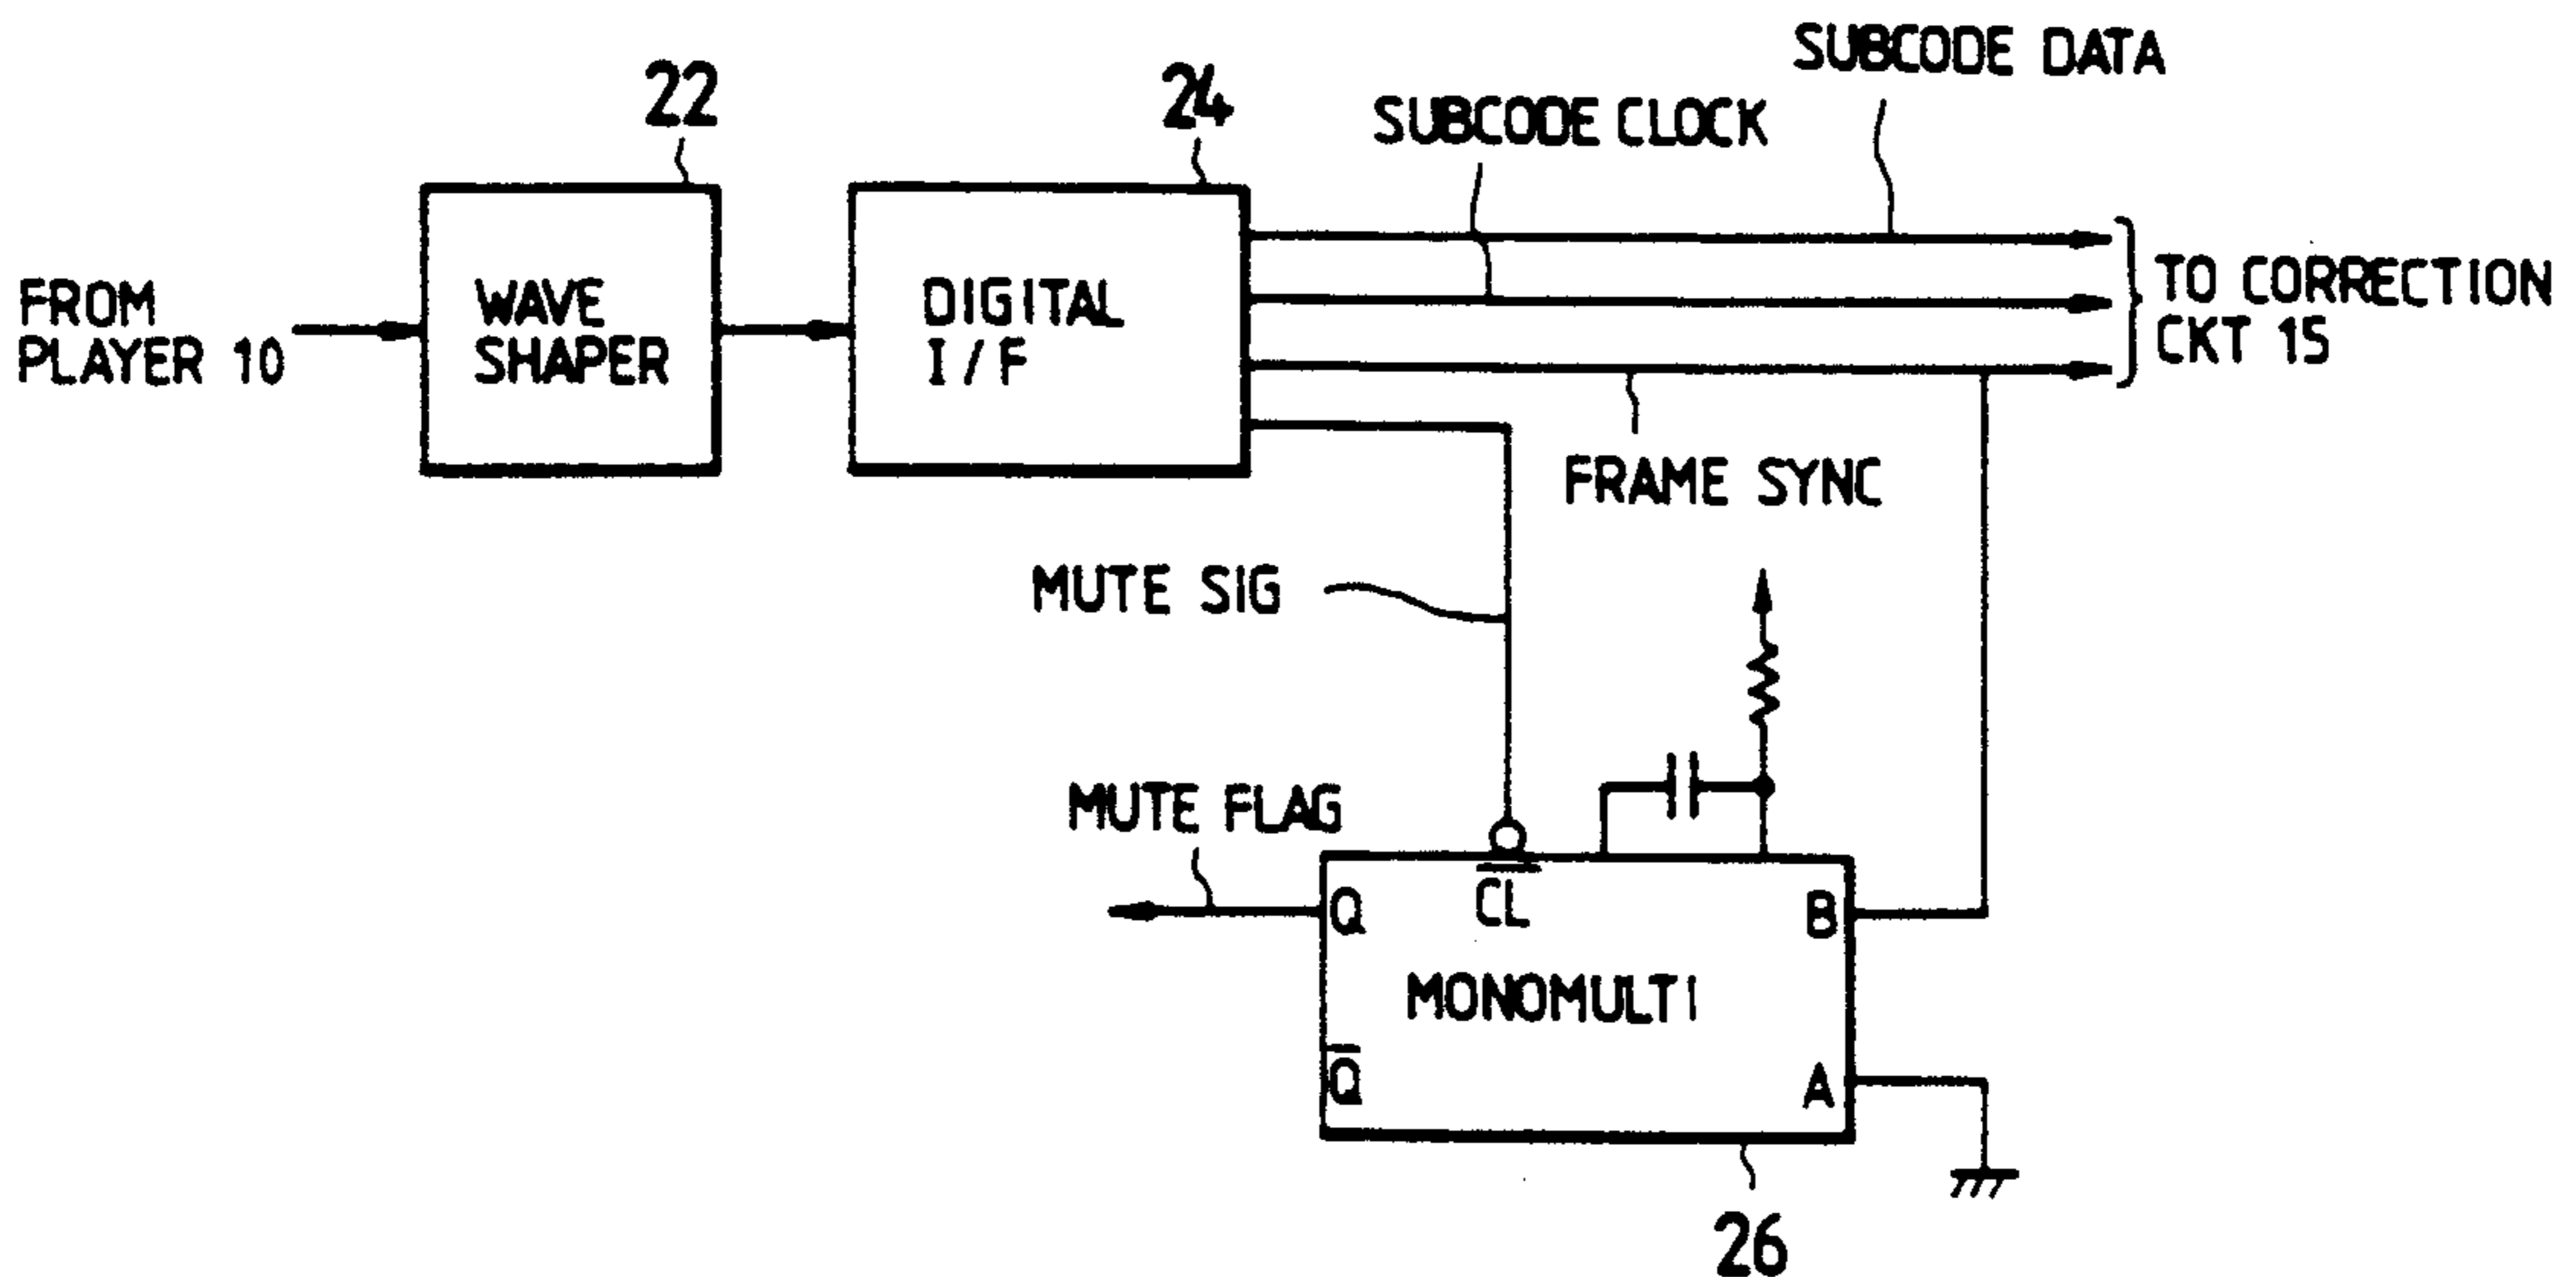 SUBCODE DATA
22
24
SUBCODE CLOCK
FROM
PLAYER 10
WAVE
SHAPER
DIGITAL
I/F
TO CORRECTION
CKT 15
FRAME SYNC
MUTE SIG
MUTE FLAG
Q
C̅L̅
B
MONOMULTI
Q̅
A
26